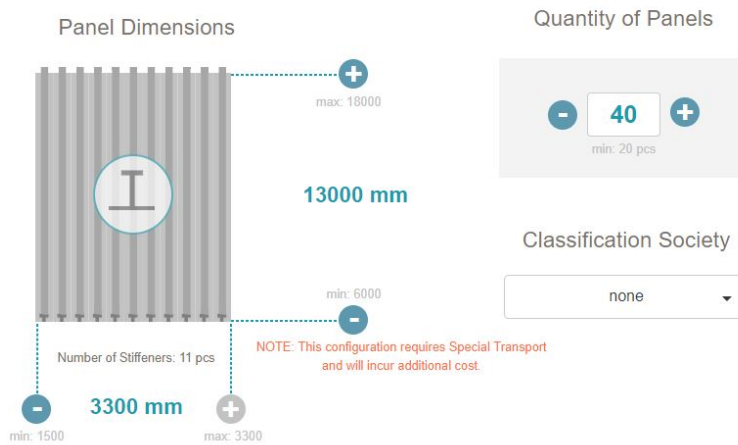 Panel Dimensions
Quantity of Panels
+
max: 18000
-
40
+
min: 20 pcs
13000 mm
Classification Society
none
min: 6000
-
NOTE: This configuration requires Special Transport
and will incur additional cost.
Number of Stiffeners: 11 pcs
-
3300 mm
+
min: 1500
max: 3300